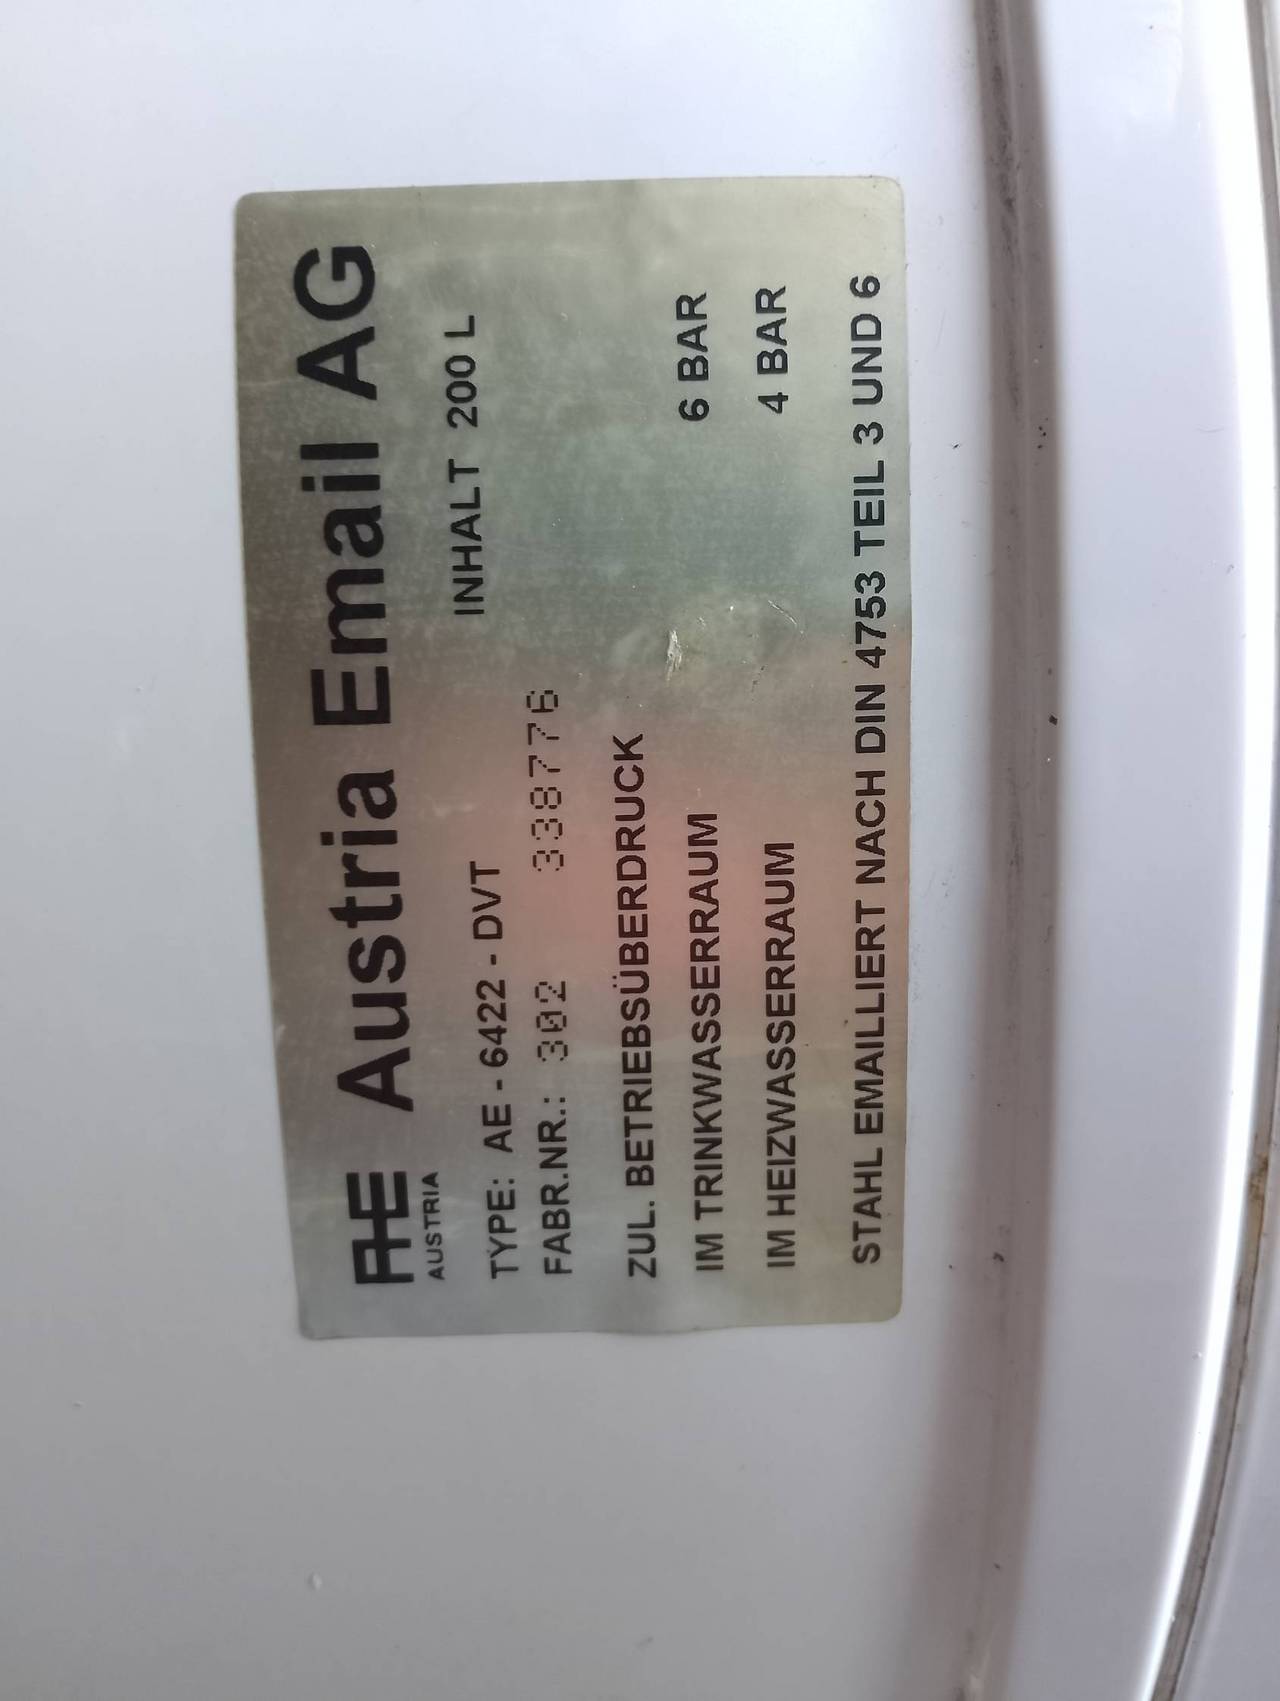 AE Austria Email AG
AUSTRIA
INHALT 200 L
TYPE: AE - 6422 - DVT
FABR.NR.: 302 338776
ZUL. BETRIEBSÜBERDRUCK
IM TRINKWASSERRAUM 6 BAR
IM HEIZWASSERRAUM 4 BAR
STAHL EMAILLIERT NACH DIN 4753 TEIL 3 UND 6